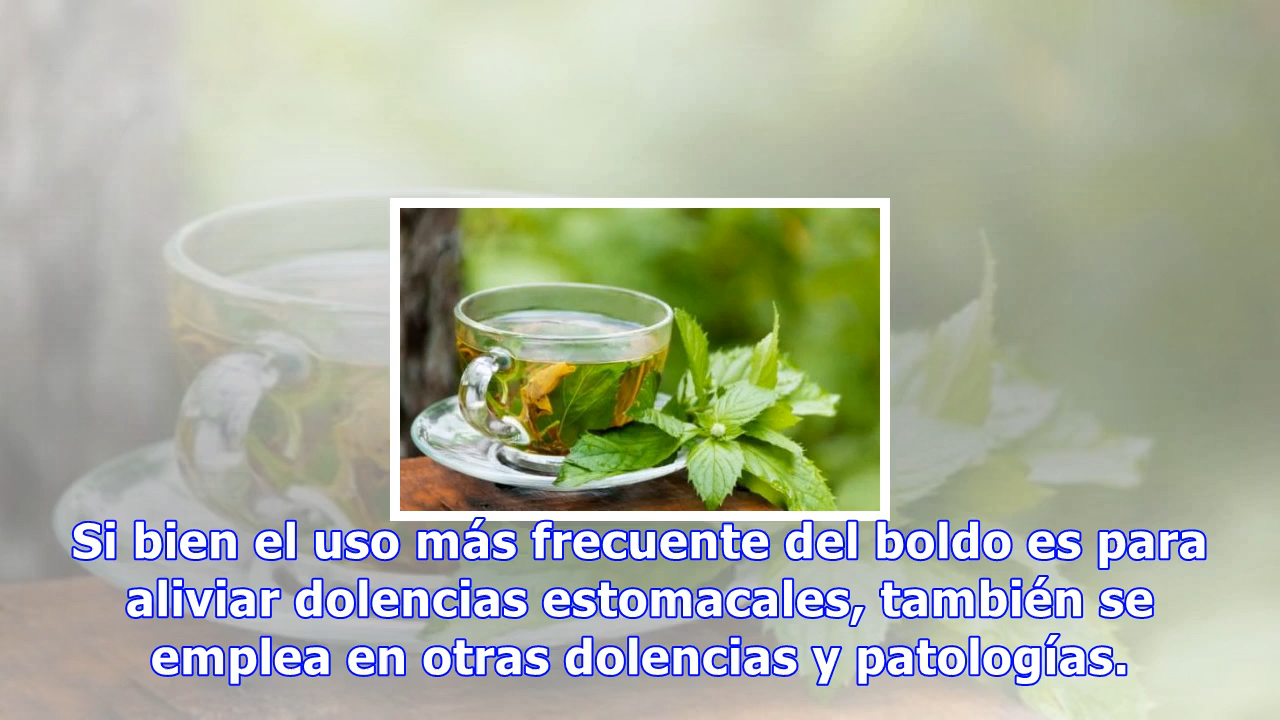 Si bien el uso más frecuente del boldo es para
aliviar dolencias estomacales, también se
emplea en otras dolencias y patologías.